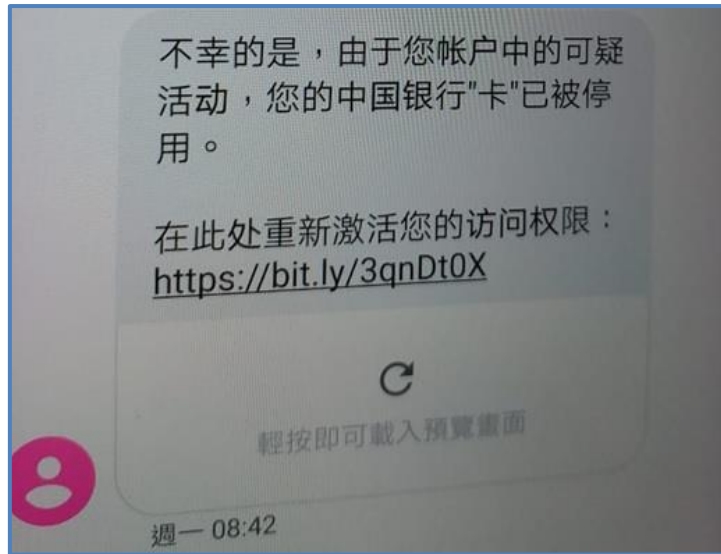 不幸的是，由于您帐户中的可疑
活动，您的中国银行"卡"已被停
用。
在此处重新激活您的访问权限：
https://bit.ly/3qnDt0X
輕按即可載入預覽畫面
週一 08:42